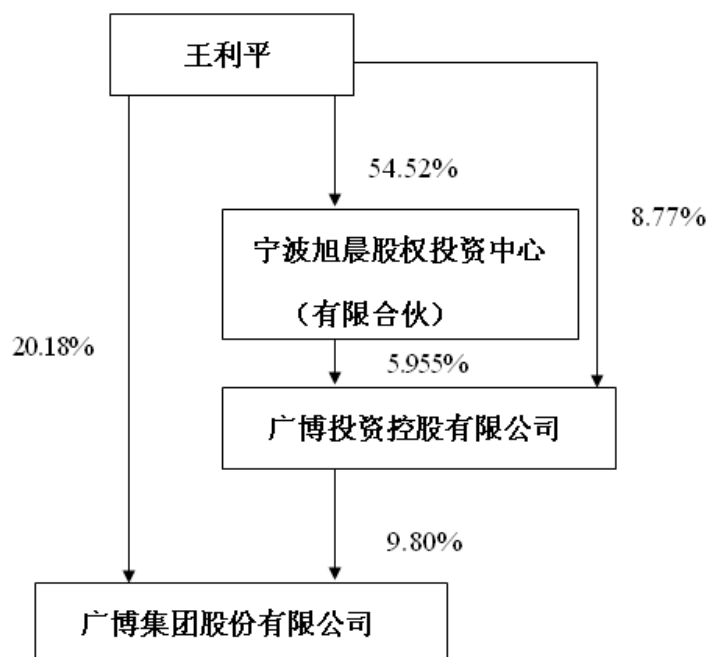 王利平
54.52%
8.77%
宁波旭晨股权投资中心
（有限合伙）
20.18%
5.955%
广博投资控股有限公司
9.80%
广博集团股份有限公司